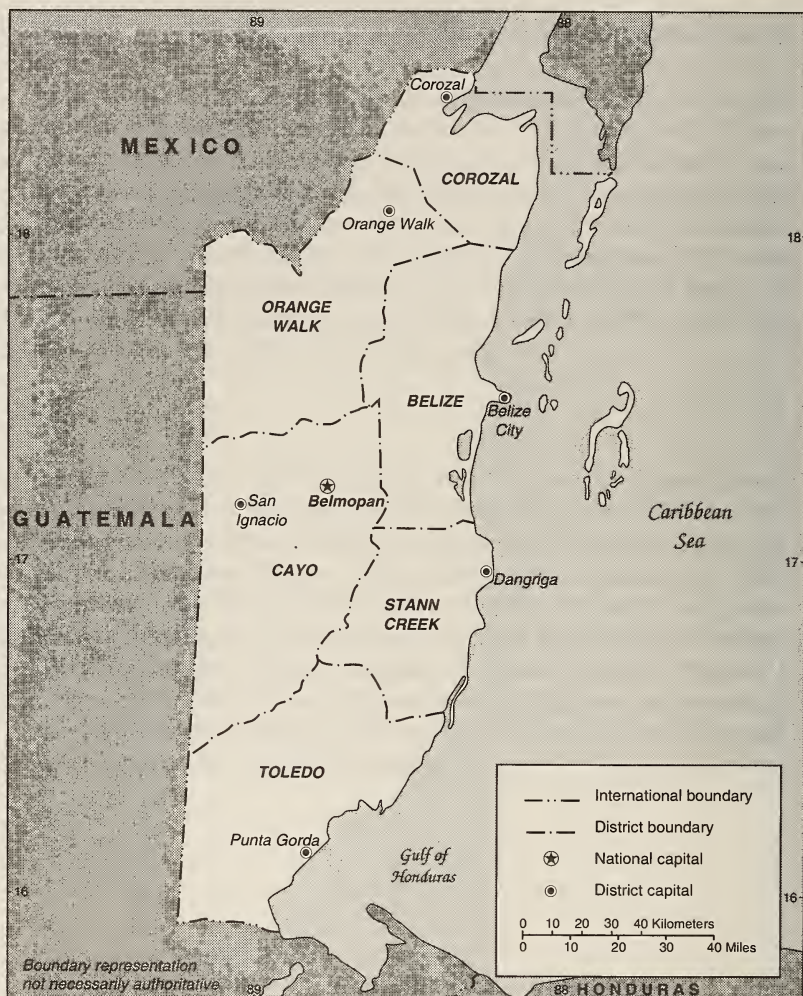 89
88
Corozal
MEXICO
COROZAL
Orange Walk
18
18
ORANGE
WALK
BELIZE
Belize
City
San
Ignacio
Belmopan
GUATEMALA
Caribbean
Sea
17
17
CAYO
Dangriga
STANN
CREEK
TOLEDO
Punta Gorda
Gulf of
Honduras
16
16
International boundary
District boundary
National capital
District capital
0 10 20 30 40 Kilometers
0 10 20 30 40 Miles
Boundary representation
not necessarily authoritative
89
88
HONDURAS